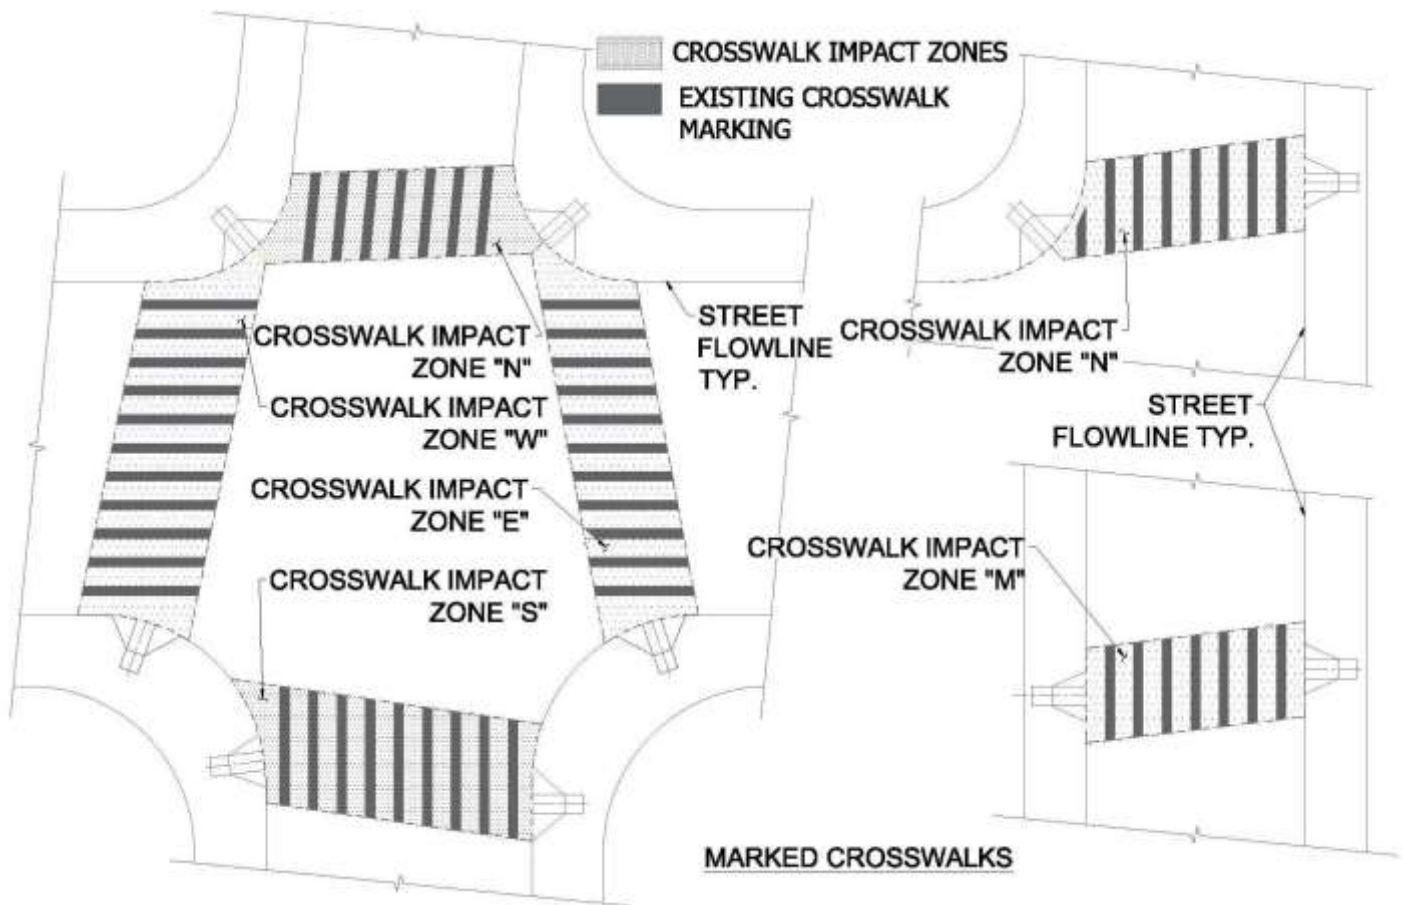 CROSSWALK IMPACT ZONES
EXISTING CROSSWALK
MARKING
CROSSWALK IMPACT
ZONE "N"
STREET
FLOWLINE
TYP.
CROSSWALK IMPACT
ZONE "N"
CROSSWALK IMPACT
ZONE "W"
STREET
FLOWLINE TYP.
CROSSWALK IMPACT
ZONE "E"
CROSSWALK IMPACT
ZONE "M"
CROSSWALK IMPACT
ZONE "S"
MARKED CROSSWALKS